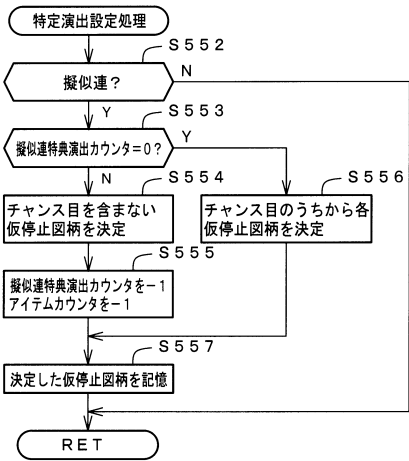 特定演出設定処理
S552
擬似連？
N
Y
S553
擬似連特典演出カウンタ=0？
Y
N
S554
チャンス目を含まない
仮停止図柄を決定
S556
チャンス目のうちから各
仮停止図柄を決定
S555
擬似連特典演出カウンタを−1
アイテムカウンタを−1
S557
決定した仮停止図柄を記憶
RET